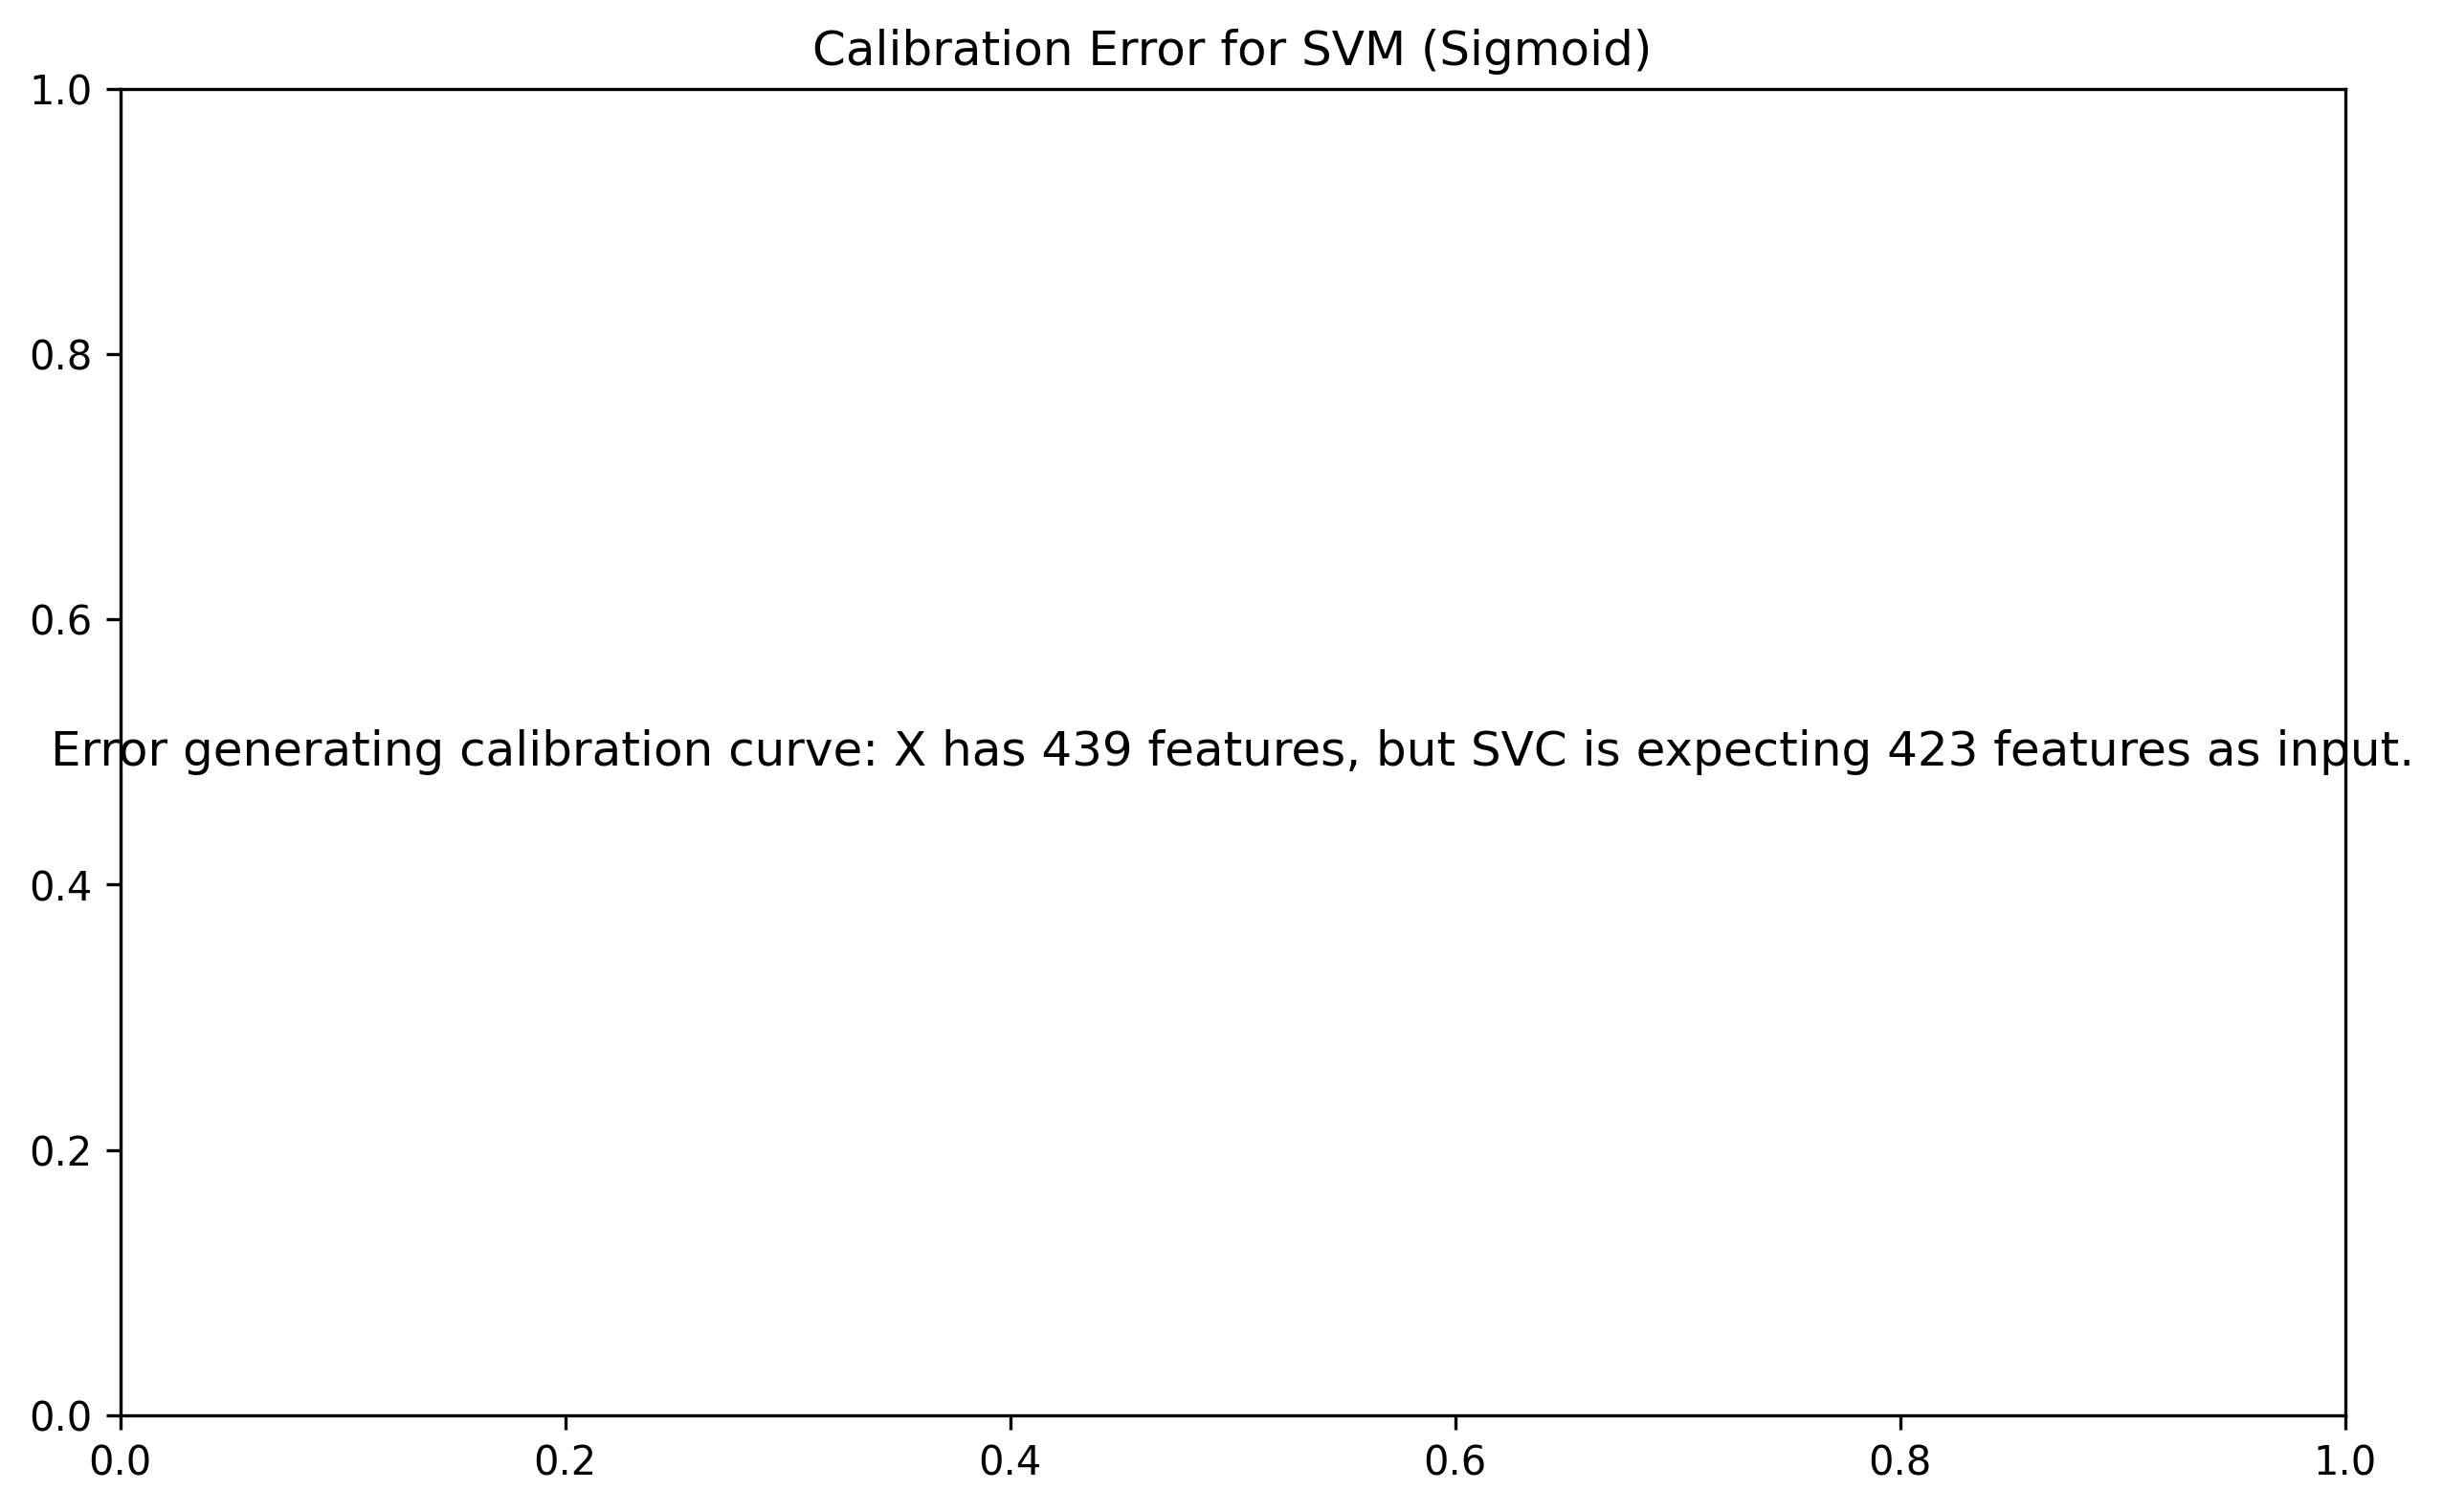 Calibration Error for SVM (Sigmoid)
1.0
0.8
0.6
Error generating calibration curve: X has 439 features, but SVC is expecting 423 features as input.
0.4
0.2
0.0
0.0 0.2 0.4 0.6 0.8 1.0